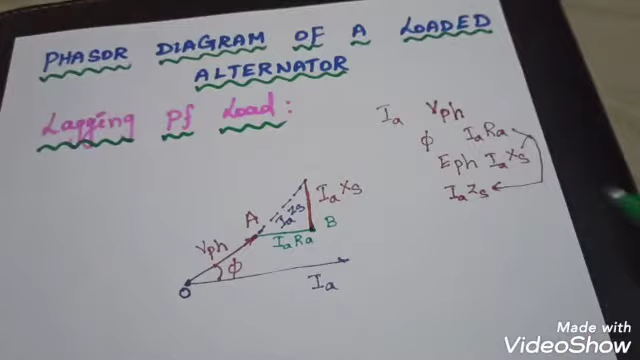 PHASOR DIAGRAM OF A LOADED
ALTERNATOR
Lagging Pf Load:
Ia Vph
ϕ IaRa
Eph IaXs
IaZs
A
IaZs
IaXs
B
IaRa
Vph
ϕ
O
Ia
Made with
VideoShow